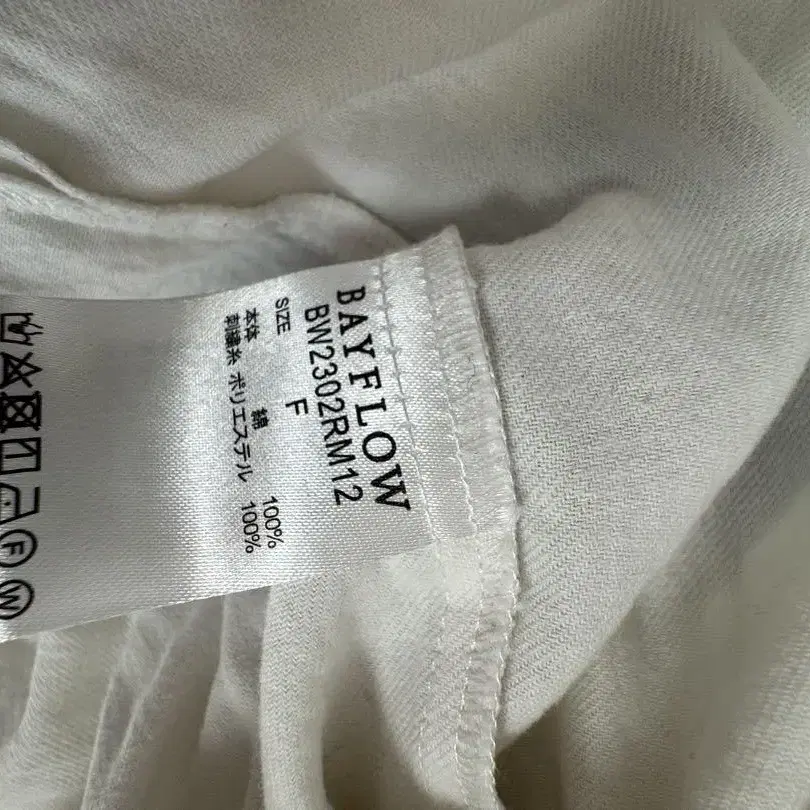 BAYFLOW
BW2302RM12
SIZE F
本体 綿 100%
刺繍糸 ポリエステル 100%
F
W